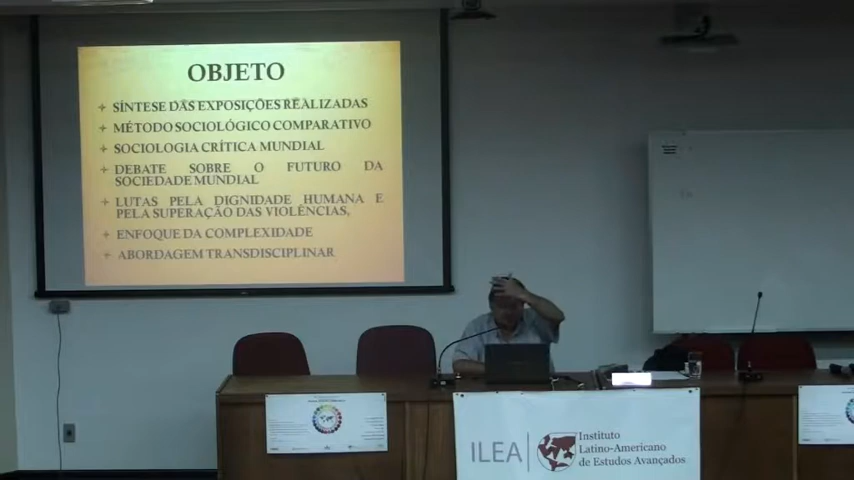 OBJETO
SÍNTESE DAS EXPOSIÇÕES REALIZADAS
MÉTODO SOCIOLÓGICO COMPARATIVO
SOCIOLOGIA CRÍTICA MUNDIAL
DEBATE SOBRE O FUTURO DA
SOCIEDADE MUNDIAL
LUTAS PELA DIGNIDADE HUMANA E
PELA SUPERAÇÃO DAS VIOLÊNCIAS,
ENFOQUE DA COMPLEXIDADE
ABORDAGEM TRANSDISCIPLINAR
ILEA
Instituto
Latino-Americano
de Estudos Avançados